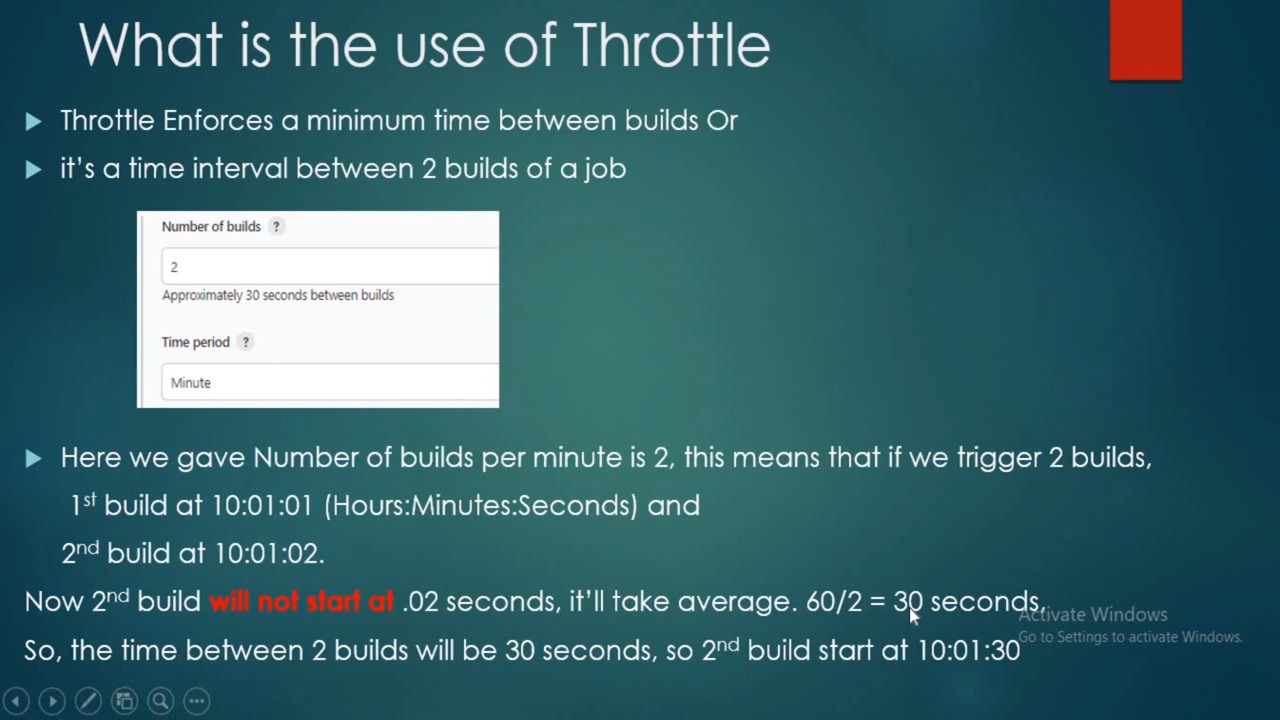 What is the use of Throttle
Throttle Enforces a minimum time between builds Or
it's a time interval between 2 builds of a job
Number of builds ?
2
Approximately 30 seconds between builds
Time period ?
Minute
Here we gave Number of builds per minute is 2, this means that if we trigger 2 builds,
1st build at 10:01:01 (Hours:Minutes:Seconds) and
2nd build at 10:01:02.
Now 2nd build will not start at .02 seconds, it'll take average. 60/2 = 30 seconds,
So, the time between 2 builds will be 30 seconds, so 2nd build start at 10:01:30
Activate Windows
Go to Settings to activate Windows.